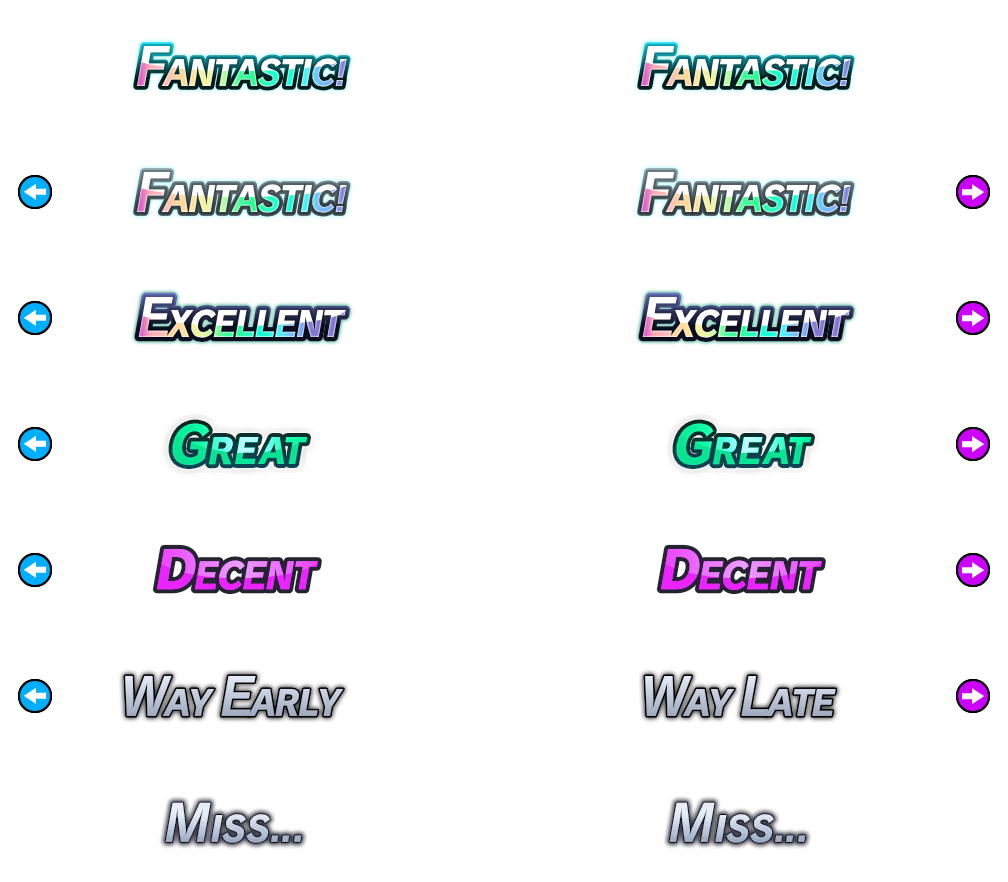 FANTASTIC! FANTASTIC!
FANTASTIC! FANTASTIC!
EXCELLENT EXCELLENT
GREAT GREAT
DECENT DECENT
WAY EARLY WAY LATE
MISS... MISS...